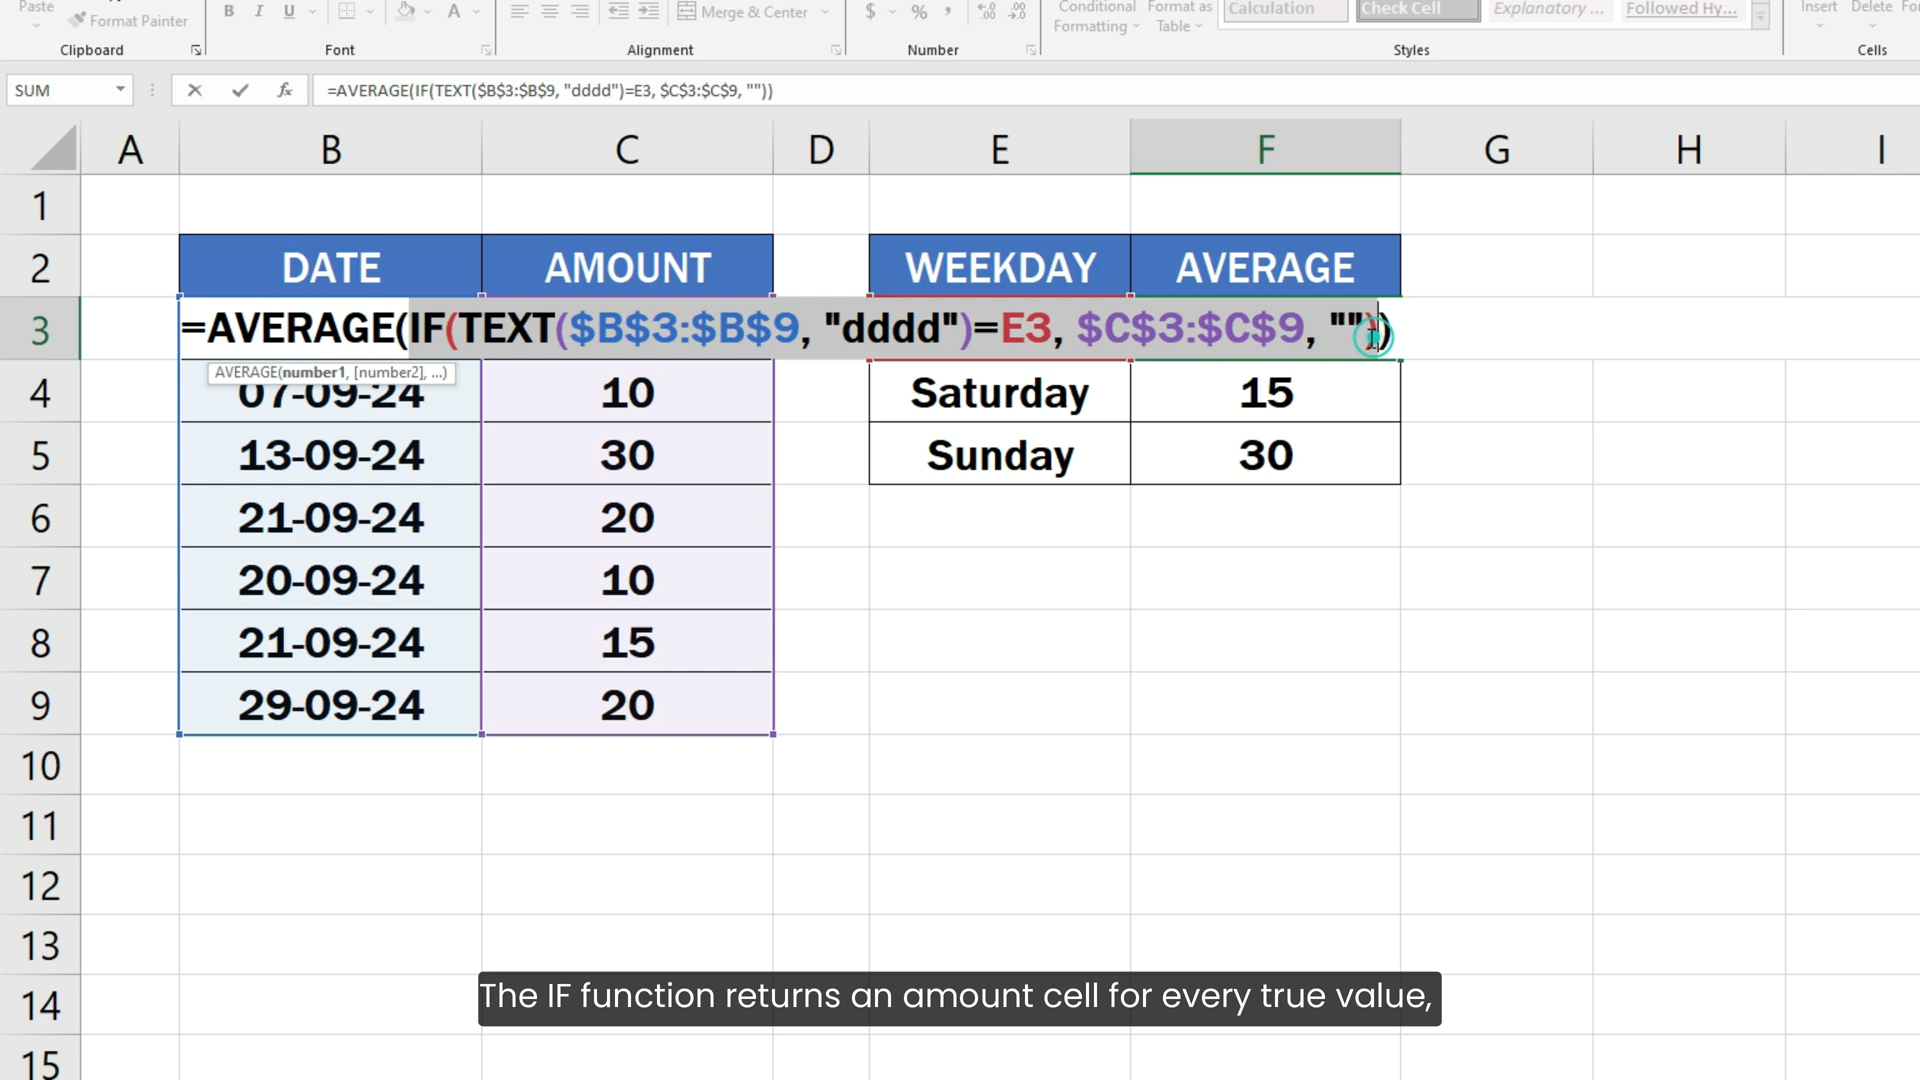 Paste
Format Painter
B I U A
Merge & Center
$ % ,
Conditional
Formatting
Format as
Table
Calculation
Check Cell
Explanatory ...
Followed Hy...
Insert
Delete
Clipboard
Font
Alignment
Number
Styles
Cells
SUM
fx
=AVERAGE(IF(TEXT($B$3:$B$9, "dddd")=E3, $C$3:$C$9, ""))
A B C D E F G H I
1
2 DATE AMOUNT WEEKDAY AVERAGE
3 =AVERAGE(IF(TEXT($B$3:$B$9, "dddd")=E3, $C$3:$C$9, ""))
AVERAGE(number1, [number2], ...)
4 07-09-24 10 Saturday 15
5 13-09-24 30 Sunday 30
6 21-09-24 20
7 20-09-24 10
8 21-09-24 15
9 29-09-24 20
10
11
12
13
The IF function returns an amount cell for every true value,
14
15